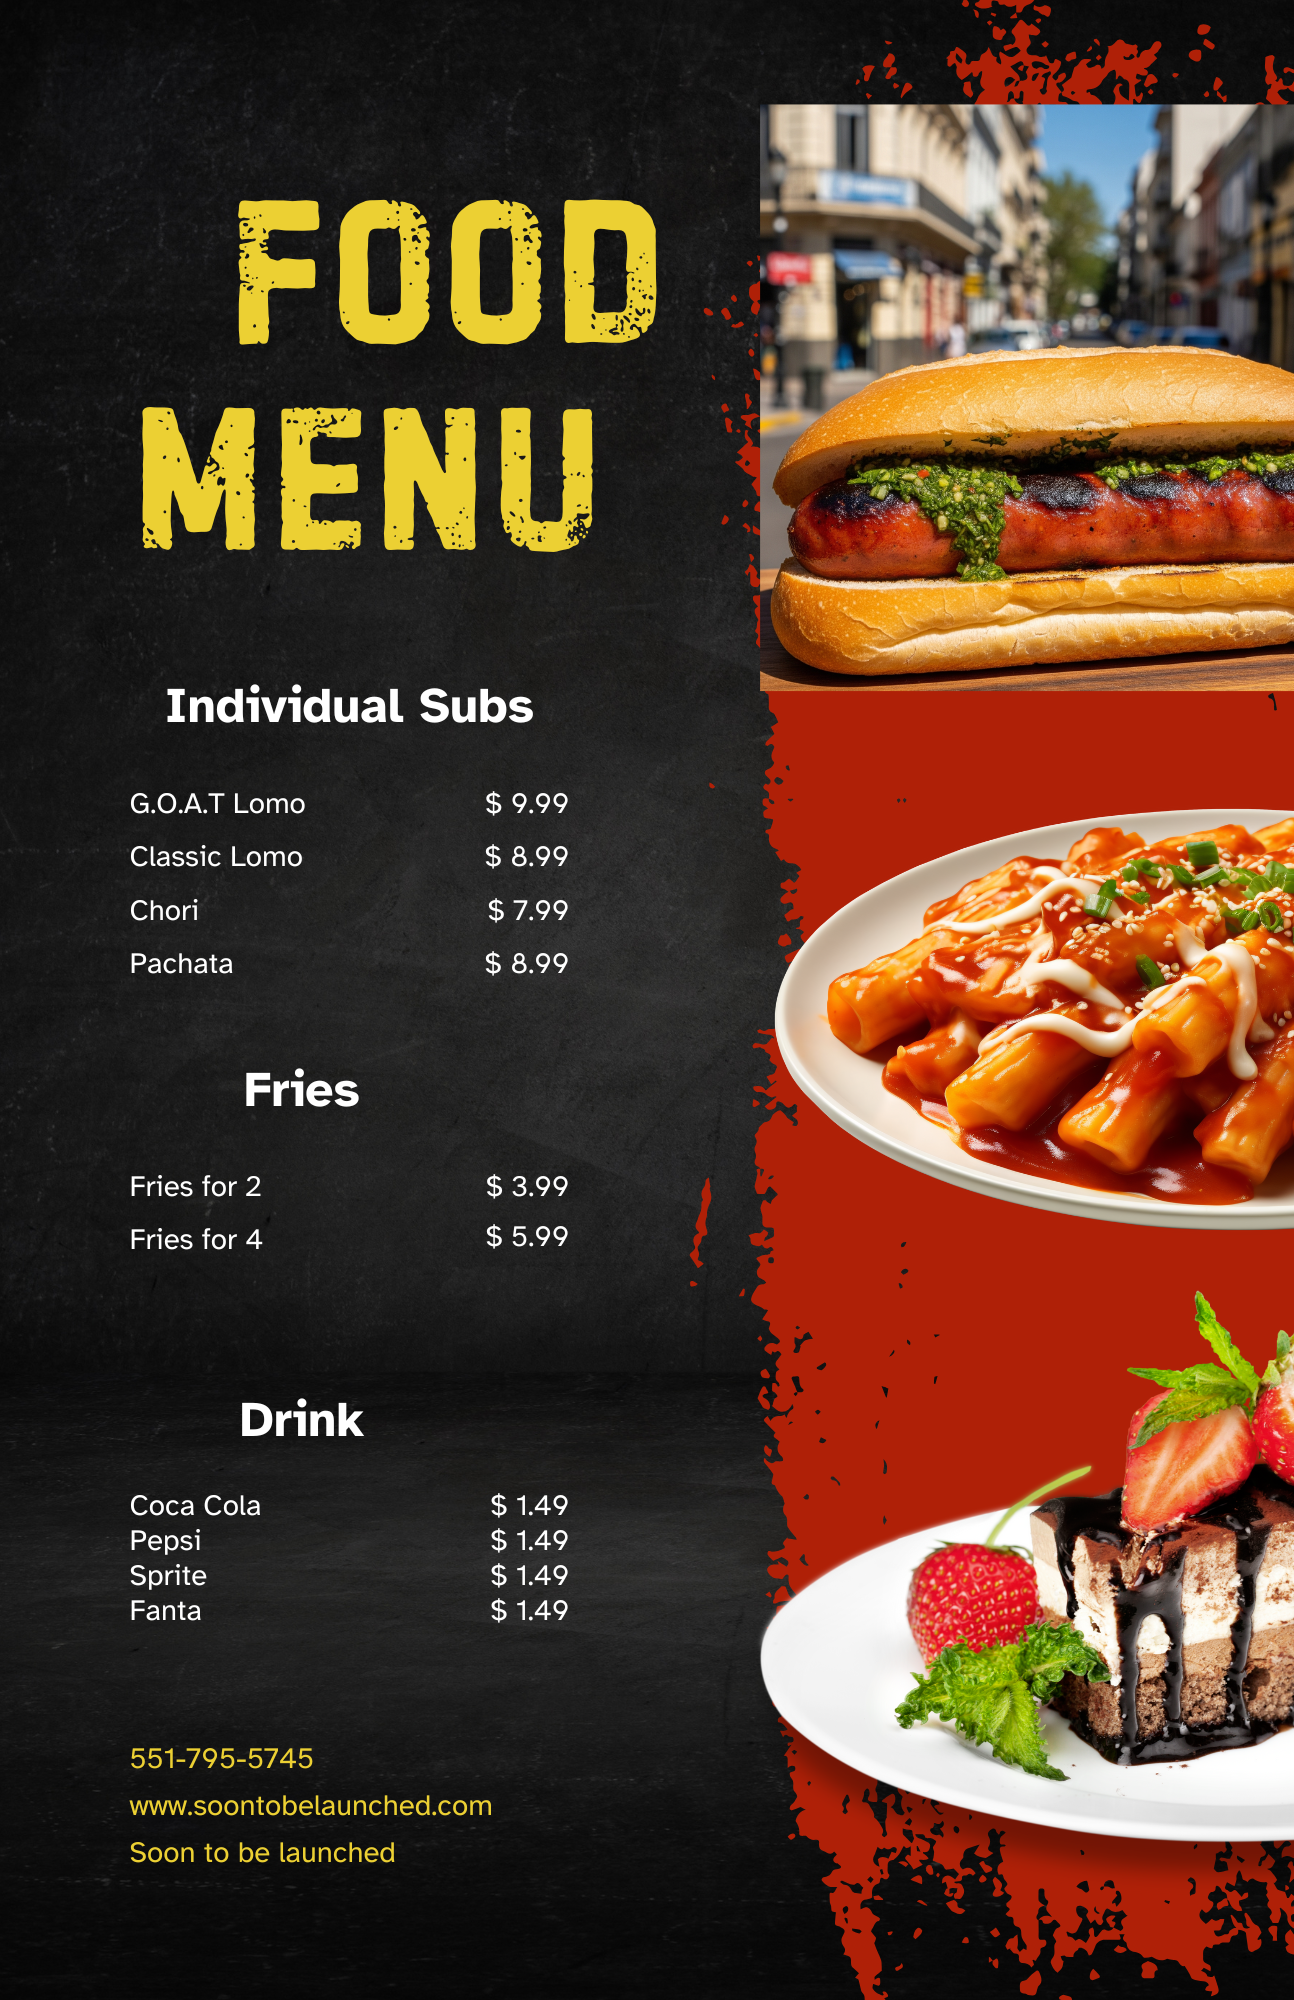 FOOD
MENU
Individual Subs
G.O.A.T Lomo $ 9.99
Classic Lomo $ 8.99
Chori $ 7.99
Pachata $ 8.99
Fries
Fries for 2 $ 3.99
Fries for 4 $ 5.99
Drink
Coca Cola $ 1.49
Pepsi $ 1.49
Sprite $ 1.49
Fanta $ 1.49
551-795-5745
www.soontobelaunched.com
Soon to be launched